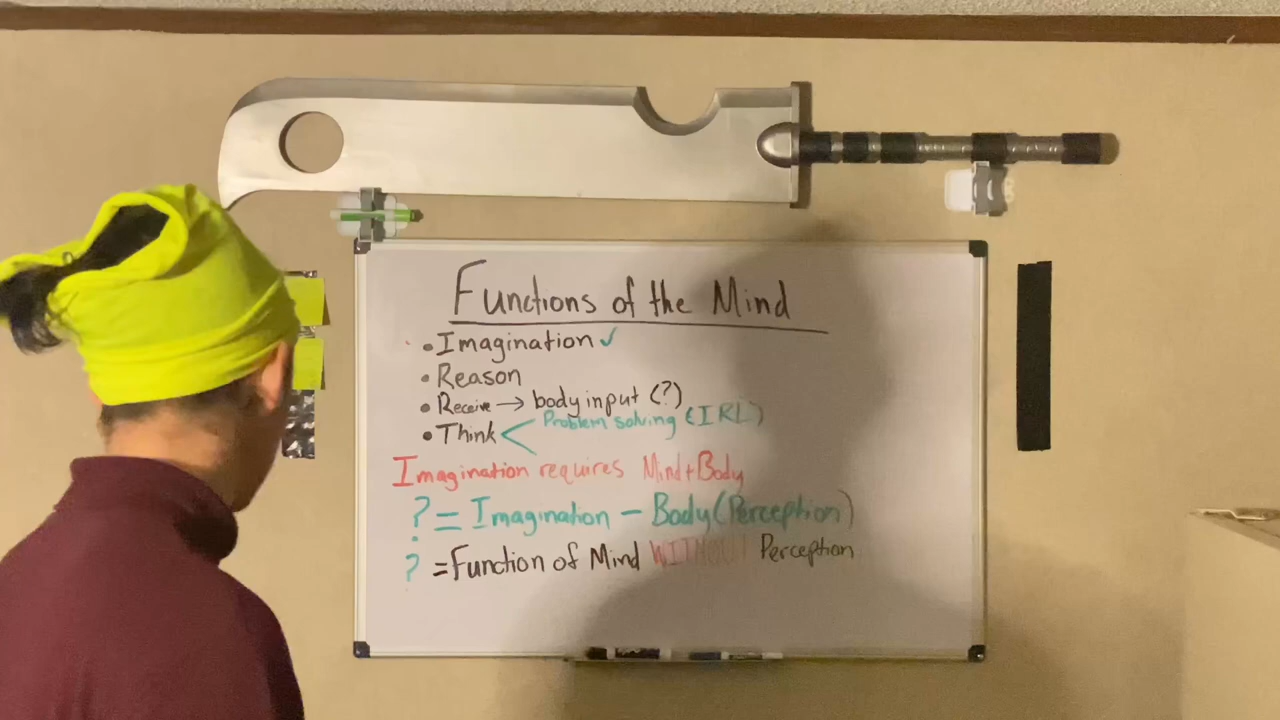 Functions of the Mind
• Imagination ✓
• Reason
• Receive → body input (?)
• Think < Problem solving (IRL)
Imagination requires Mind+Body
? = Imagination - Body (Perception)
? = Function of Mind WITHOUT Perception